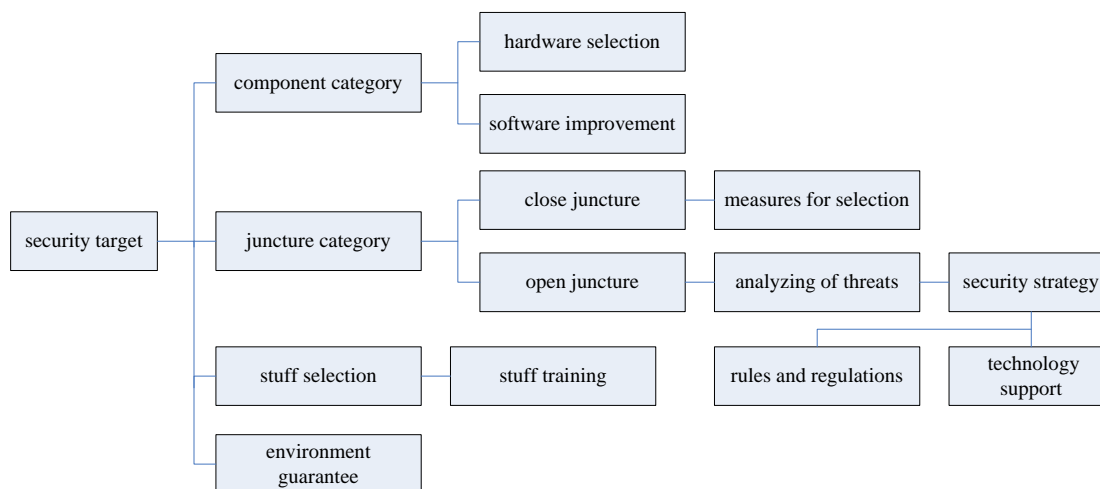 hardware selection
component category
software improvement
close juncture
measures for selection
security target
juncture category
open juncture
analyzing of threats
security strategy
stuff selection
stuff training
rules and regulations
technology
support
environment
guarantee